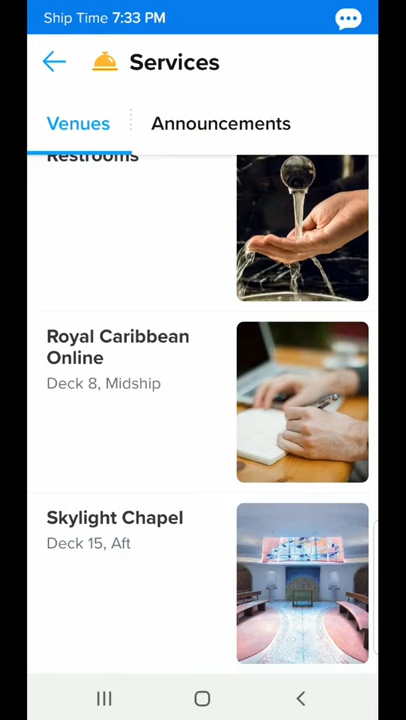 Ship Time 7:33 PM
Services
Venues
Announcements
Restrooms
Royal Caribbean
Online
Deck 8, Midship
Skylight Chapel
Deck 15, Aft